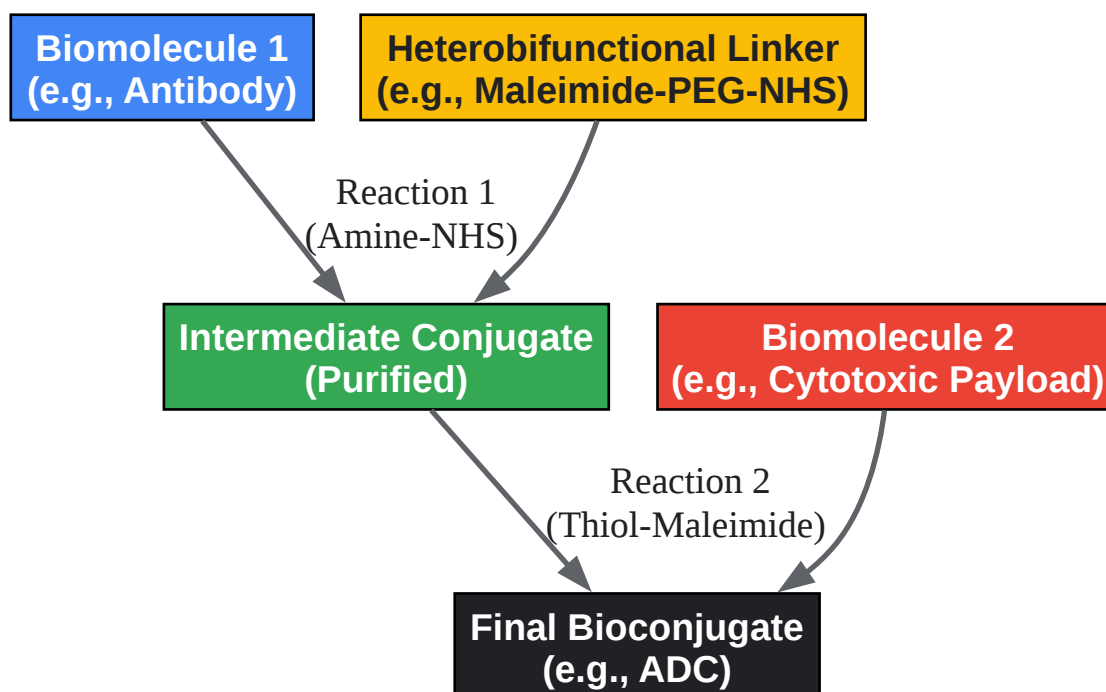 Biomolecule 1
(e.g., Antibody)
Heterobifunctional Linker
(e.g., Maleimide-PEG-NHS)
Reaction 1
(Amine-NHS)
Intermediate Conjugate
(Purified)
Biomolecule 2
(e.g., Cytotoxic Payload)
Reaction 2
(Thiol-Maleimide)
Final Bioconjugate
(e.g., ADC)